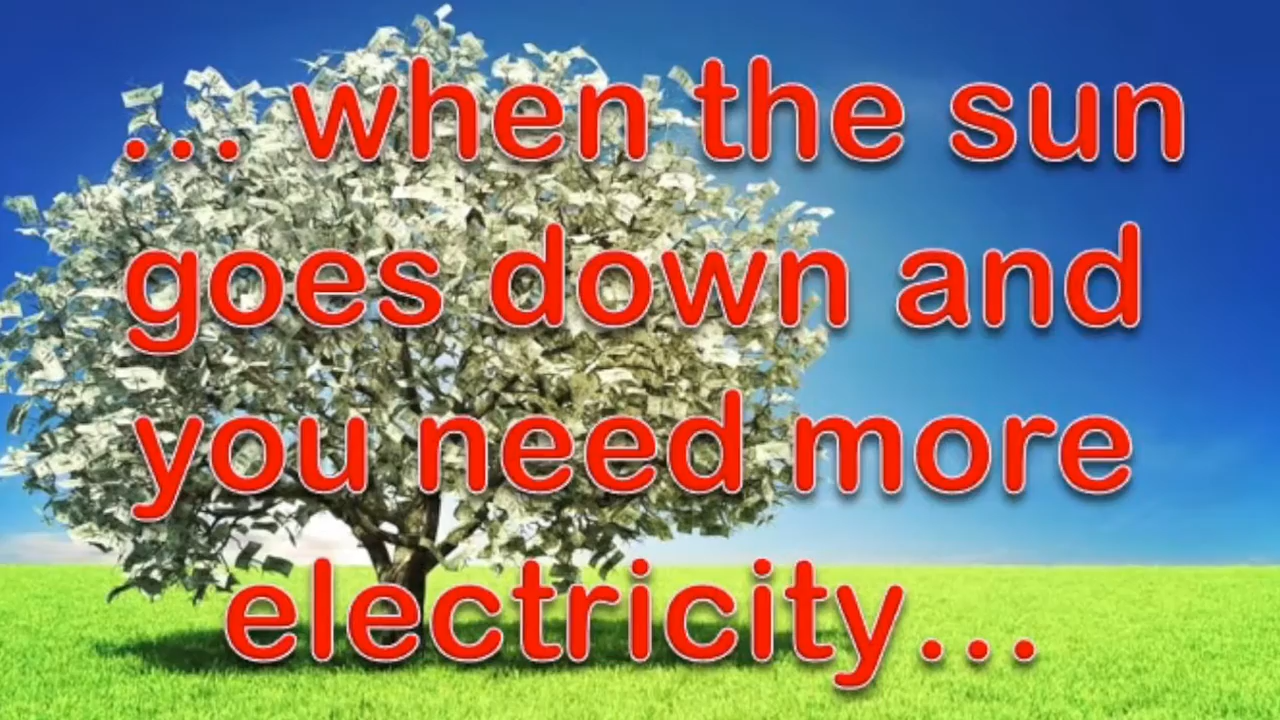 ... when the sun
goes down and
you need more
electricity...